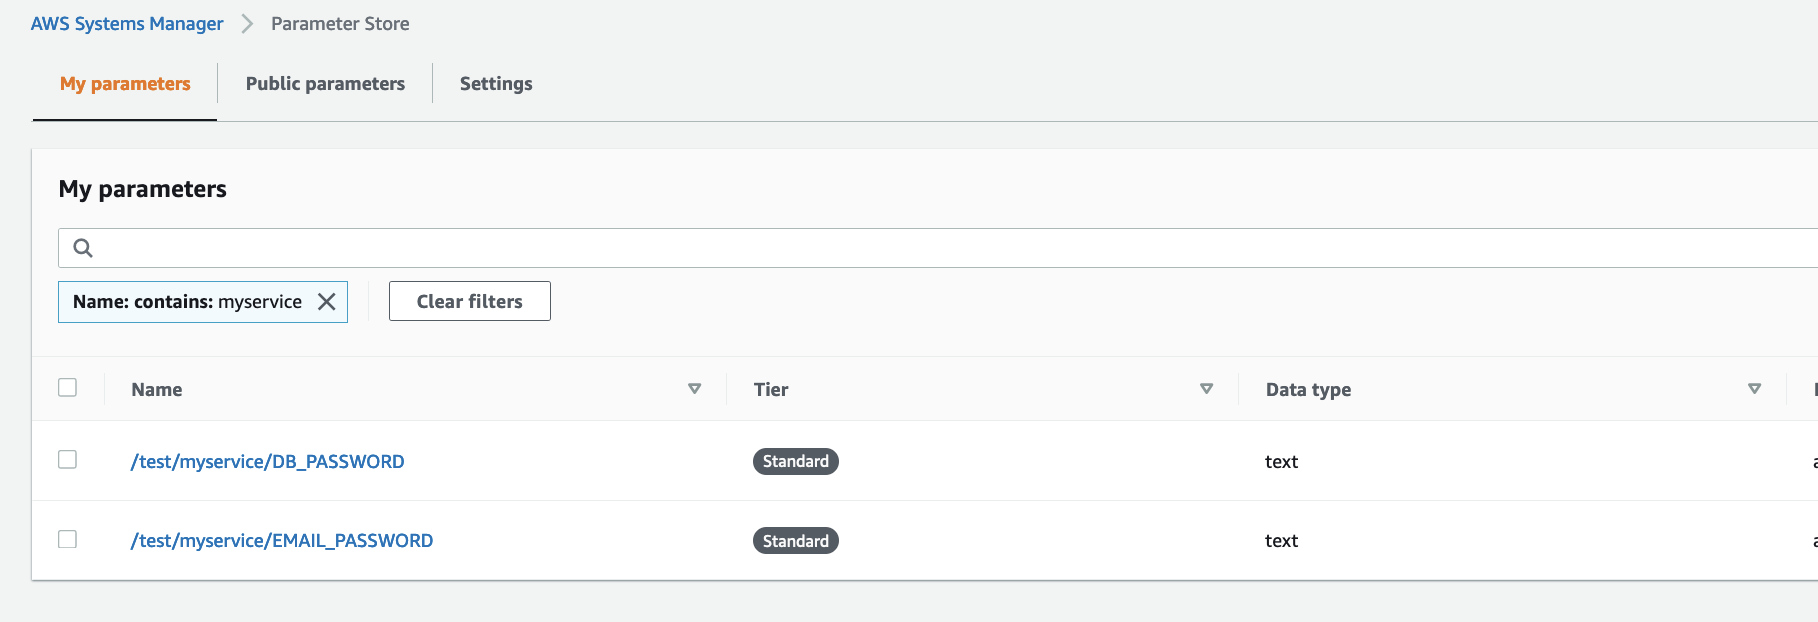 AWS Systems Manager > Parameter Store
My parameters Public parameters Settings
My parameters
Name: contains: myservice Clear filters
Name Tier Data type
/test/myservice/DB_PASSWORD Standard text
/test/myservice/EMAIL_PASSWORD Standard text